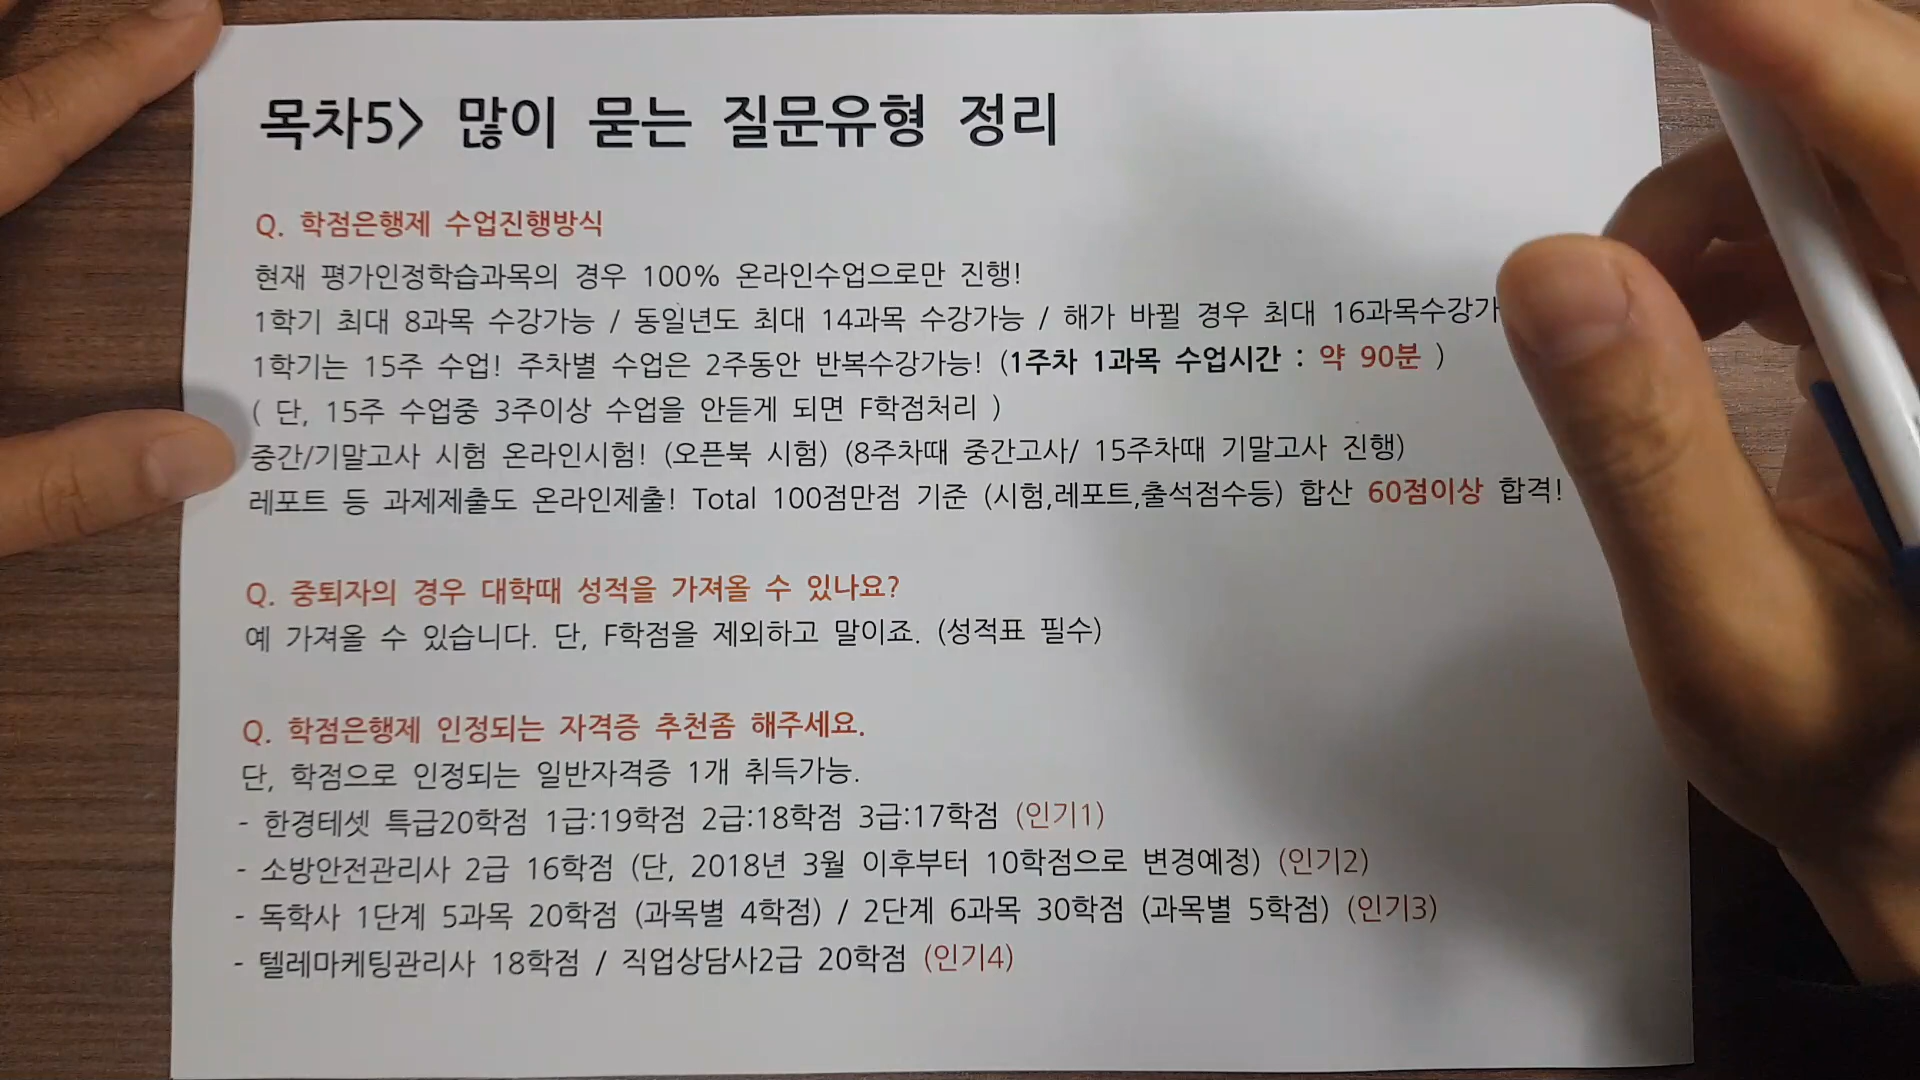 목차5> 많이 묻는 질문유형 정리
Q. 학점은행제 수업진행방식
현재 평가인정학습과목의 경우 100% 온라인수업으로만 진행!
1학기 최대 8과목 수강가능 / 동일년도 최대 14과목 수강가능 / 해가 바뀔 경우 최대 16과목수강가
1학기는 15주 수업! 주차별 수업은 2주동안 반복수강가능! (1주차 1과목 수업시간 : 약 90분 )
( 단, 15주 수업중 3주이상 수업을 안듣게 되면 F학점처리 )
중간/기말고사 시험 온라인시험! (오픈북 시험) (8주차때 중간고사/ 15주차때 기말고사 진행)
레포트 등 과제제출도 온라인제출! Total 100점만점 기준 (시험,레포트,출석점수등) 합산 60점이상 합격!
Q. 중퇴자의 경우 대학때 성적을 가져올 수 있나요?
예 가져올 수 있습니다. 단, F학점을 제외하고 말이죠. (성적표 필수)
Q. 학점은행제 인정되는 자격증 추천좀 해주세요.
단, 학점으로 인정되는 일반자격증 1개 취득가능.
- 한경테셋 특급20학점 1급:19학점 2급:18학점 3급:17학점 (인기1)
- 소방안전관리사 2급 16학점 (단, 2018년 3월 이후부터 10학점으로 변경예정) (인기2)
- 독학사 1단계 5과목 20학점 (과목별 4학점) / 2단계 6과목 30학점 (과목별 5학점) (인기3)
- 텔레마케팅관리사 18학점 / 직업상담사2급 20학점 (인기4)